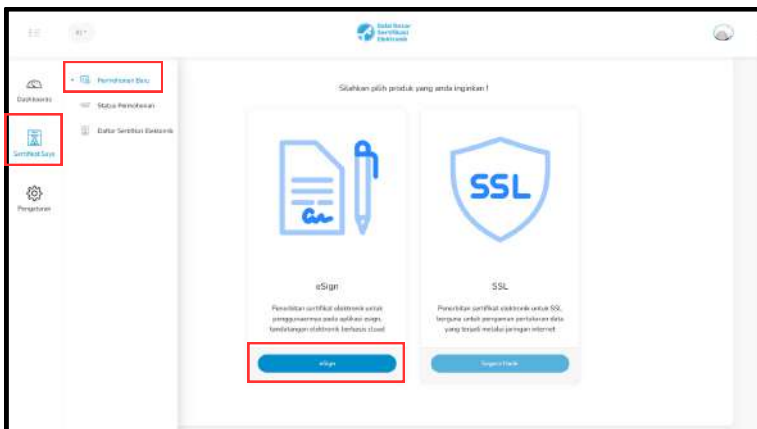 Balai Besar
Sertifikasi
Elektronik
Dashboard
Sertifikat Saya
Pengaturan
Permohonan Baru
Status Permohonan
Daftar Sertifikat Elektronik
Silahkan pilih produk yang anda inginkan !
eSign
Penerbitan sertifikat elektronik untuk
penggunaannya pada aplikasi esign,
tandatangan elektronik berbasis cloud
eSign
SSL
SSL
Penerbitan sertifikat elektronik untuk SSL,
berguna untuk pengaman pertukaran data
yang terjadi melalui jaringan internet
Segera Hadir